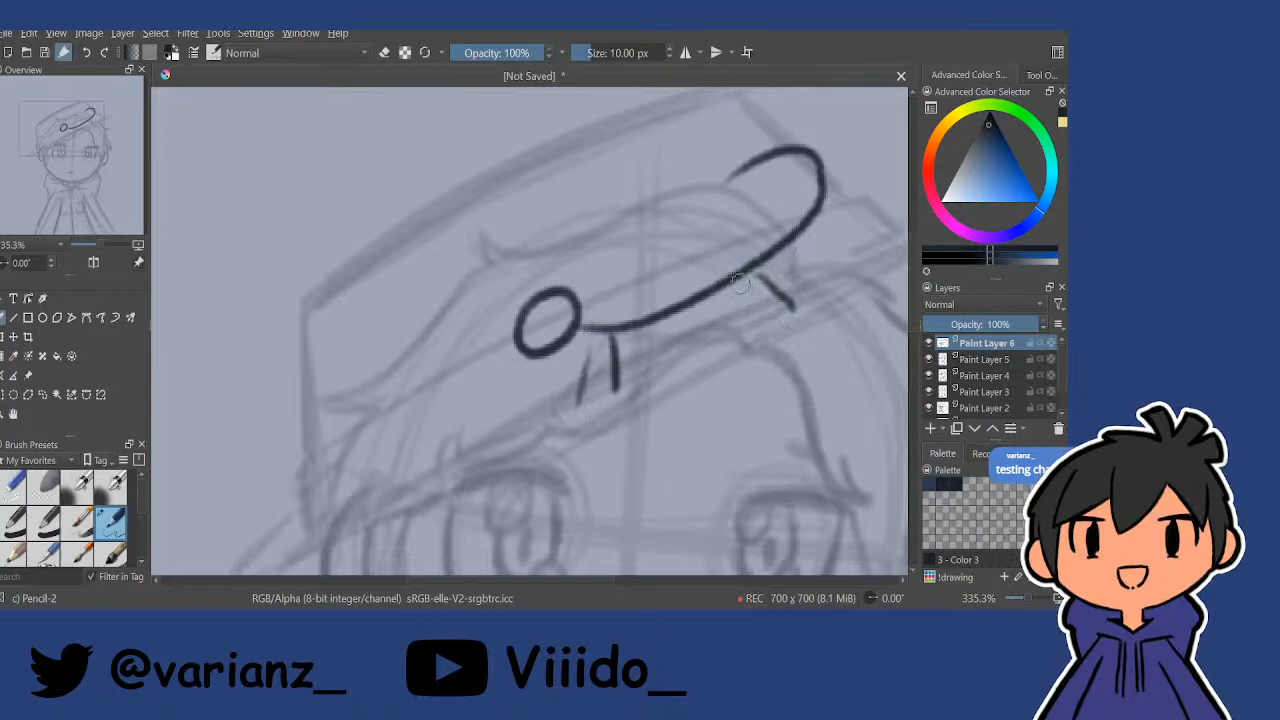 File Edit View Image Layer Select Filter Tools Settings Window Help
Normal
Opacity: 100%
Size: 10.00 px
Overview
[Not Saved] *
Advanced Color S...
Tool O...
Advanced Color Selector
35.3%
0.00°
Layers
Normal
Opacity: 100%
Paint Layer 6
Paint Layer 5
Paint Layer 4
Paint Layer 3
Paint Layer 2
Brush Presets
My Favorites
Tag
Palette
Palette
varianz_
testing cha
3 - Color 3
!drawing
Filter in Tag
c) Pencil-2
RGB/Alpha (8-bit integer/channel) sRGB-elle-V2-srgbtrc.icc
REC
700 x 700 (8.1 MiB)
0.00°
335.3%
@varianz_
Viiido_